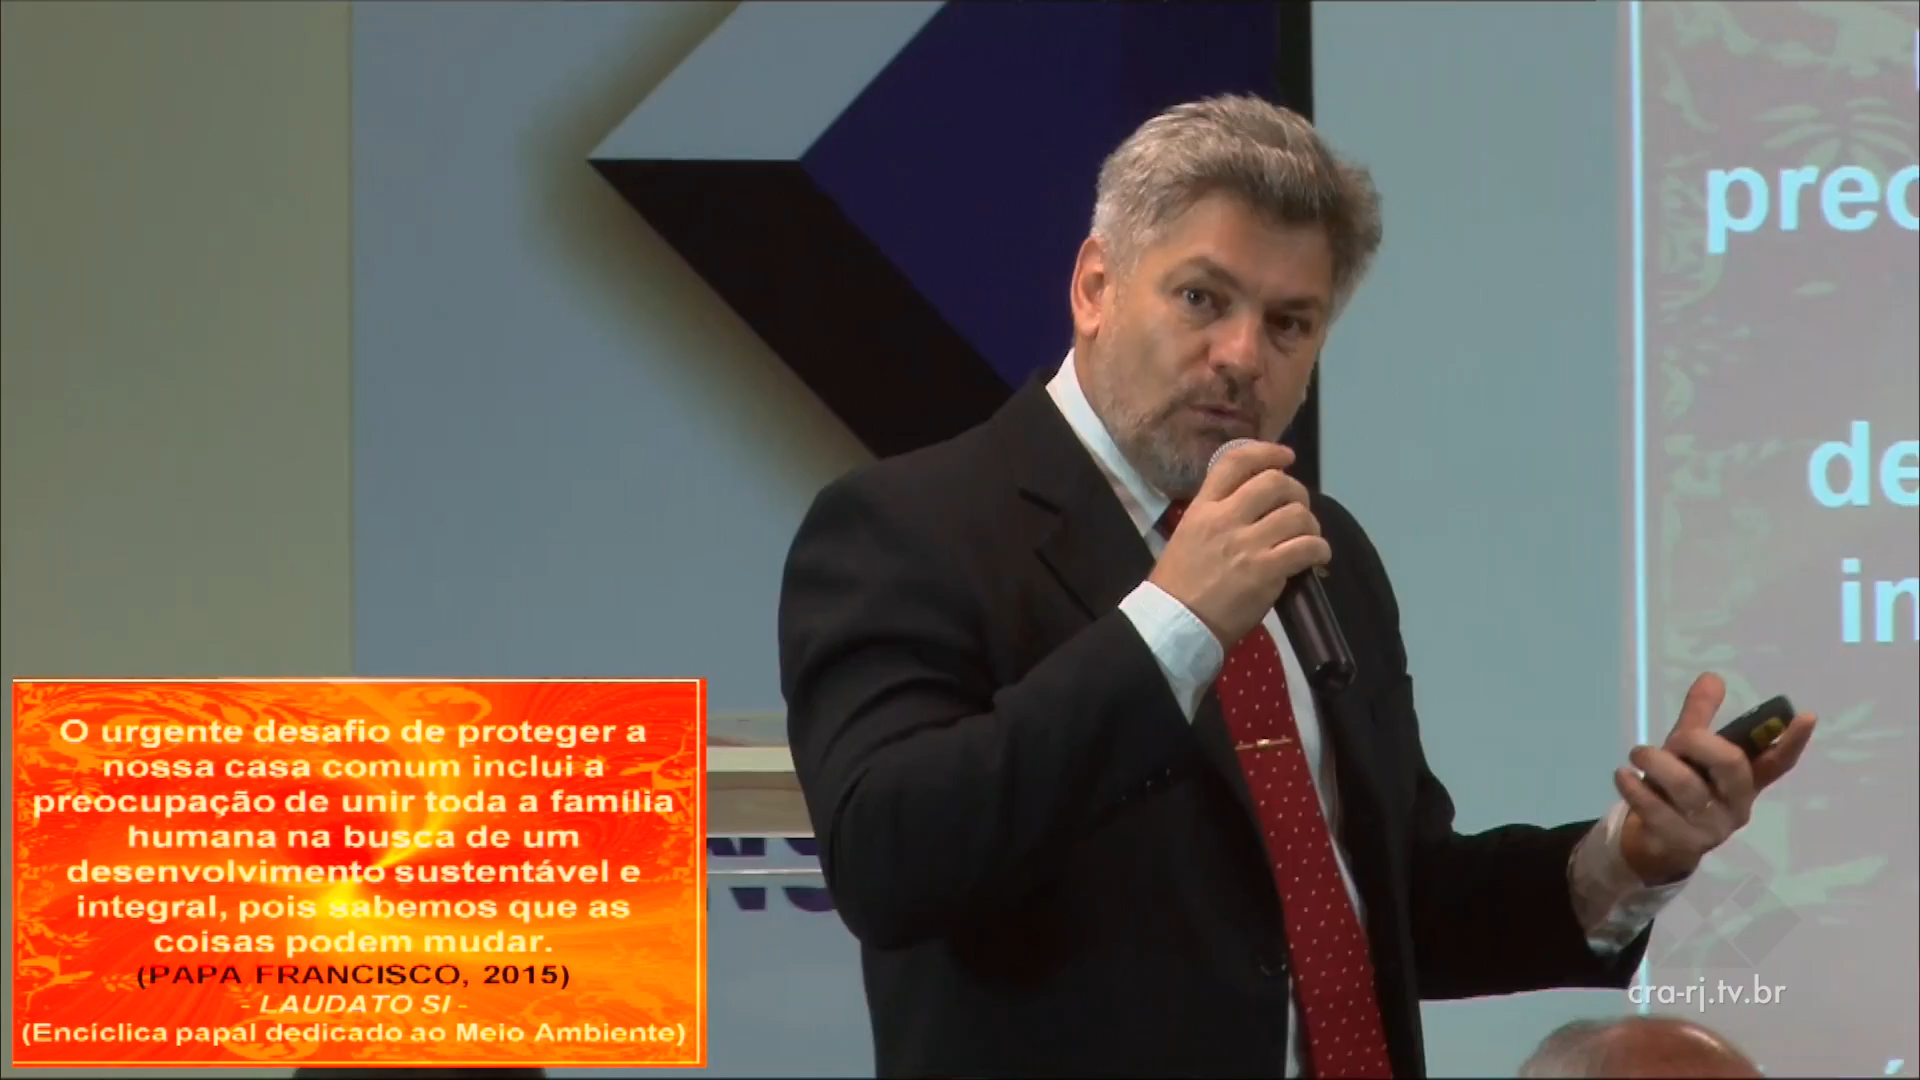 O urgente desafio de proteger a
nossa casa comum inclui a
preocupação de unir toda a família
humana na busca de um
desenvolvimento sustentável e
integral, pois sabemos que as
coisas podem mudar.
(PAPA FRANCISCO, 2015)
- LAUDATO SI -
(Encíclica papal dedicado ao Meio Ambiente)
preo
de
in
cra-rj.tv.br